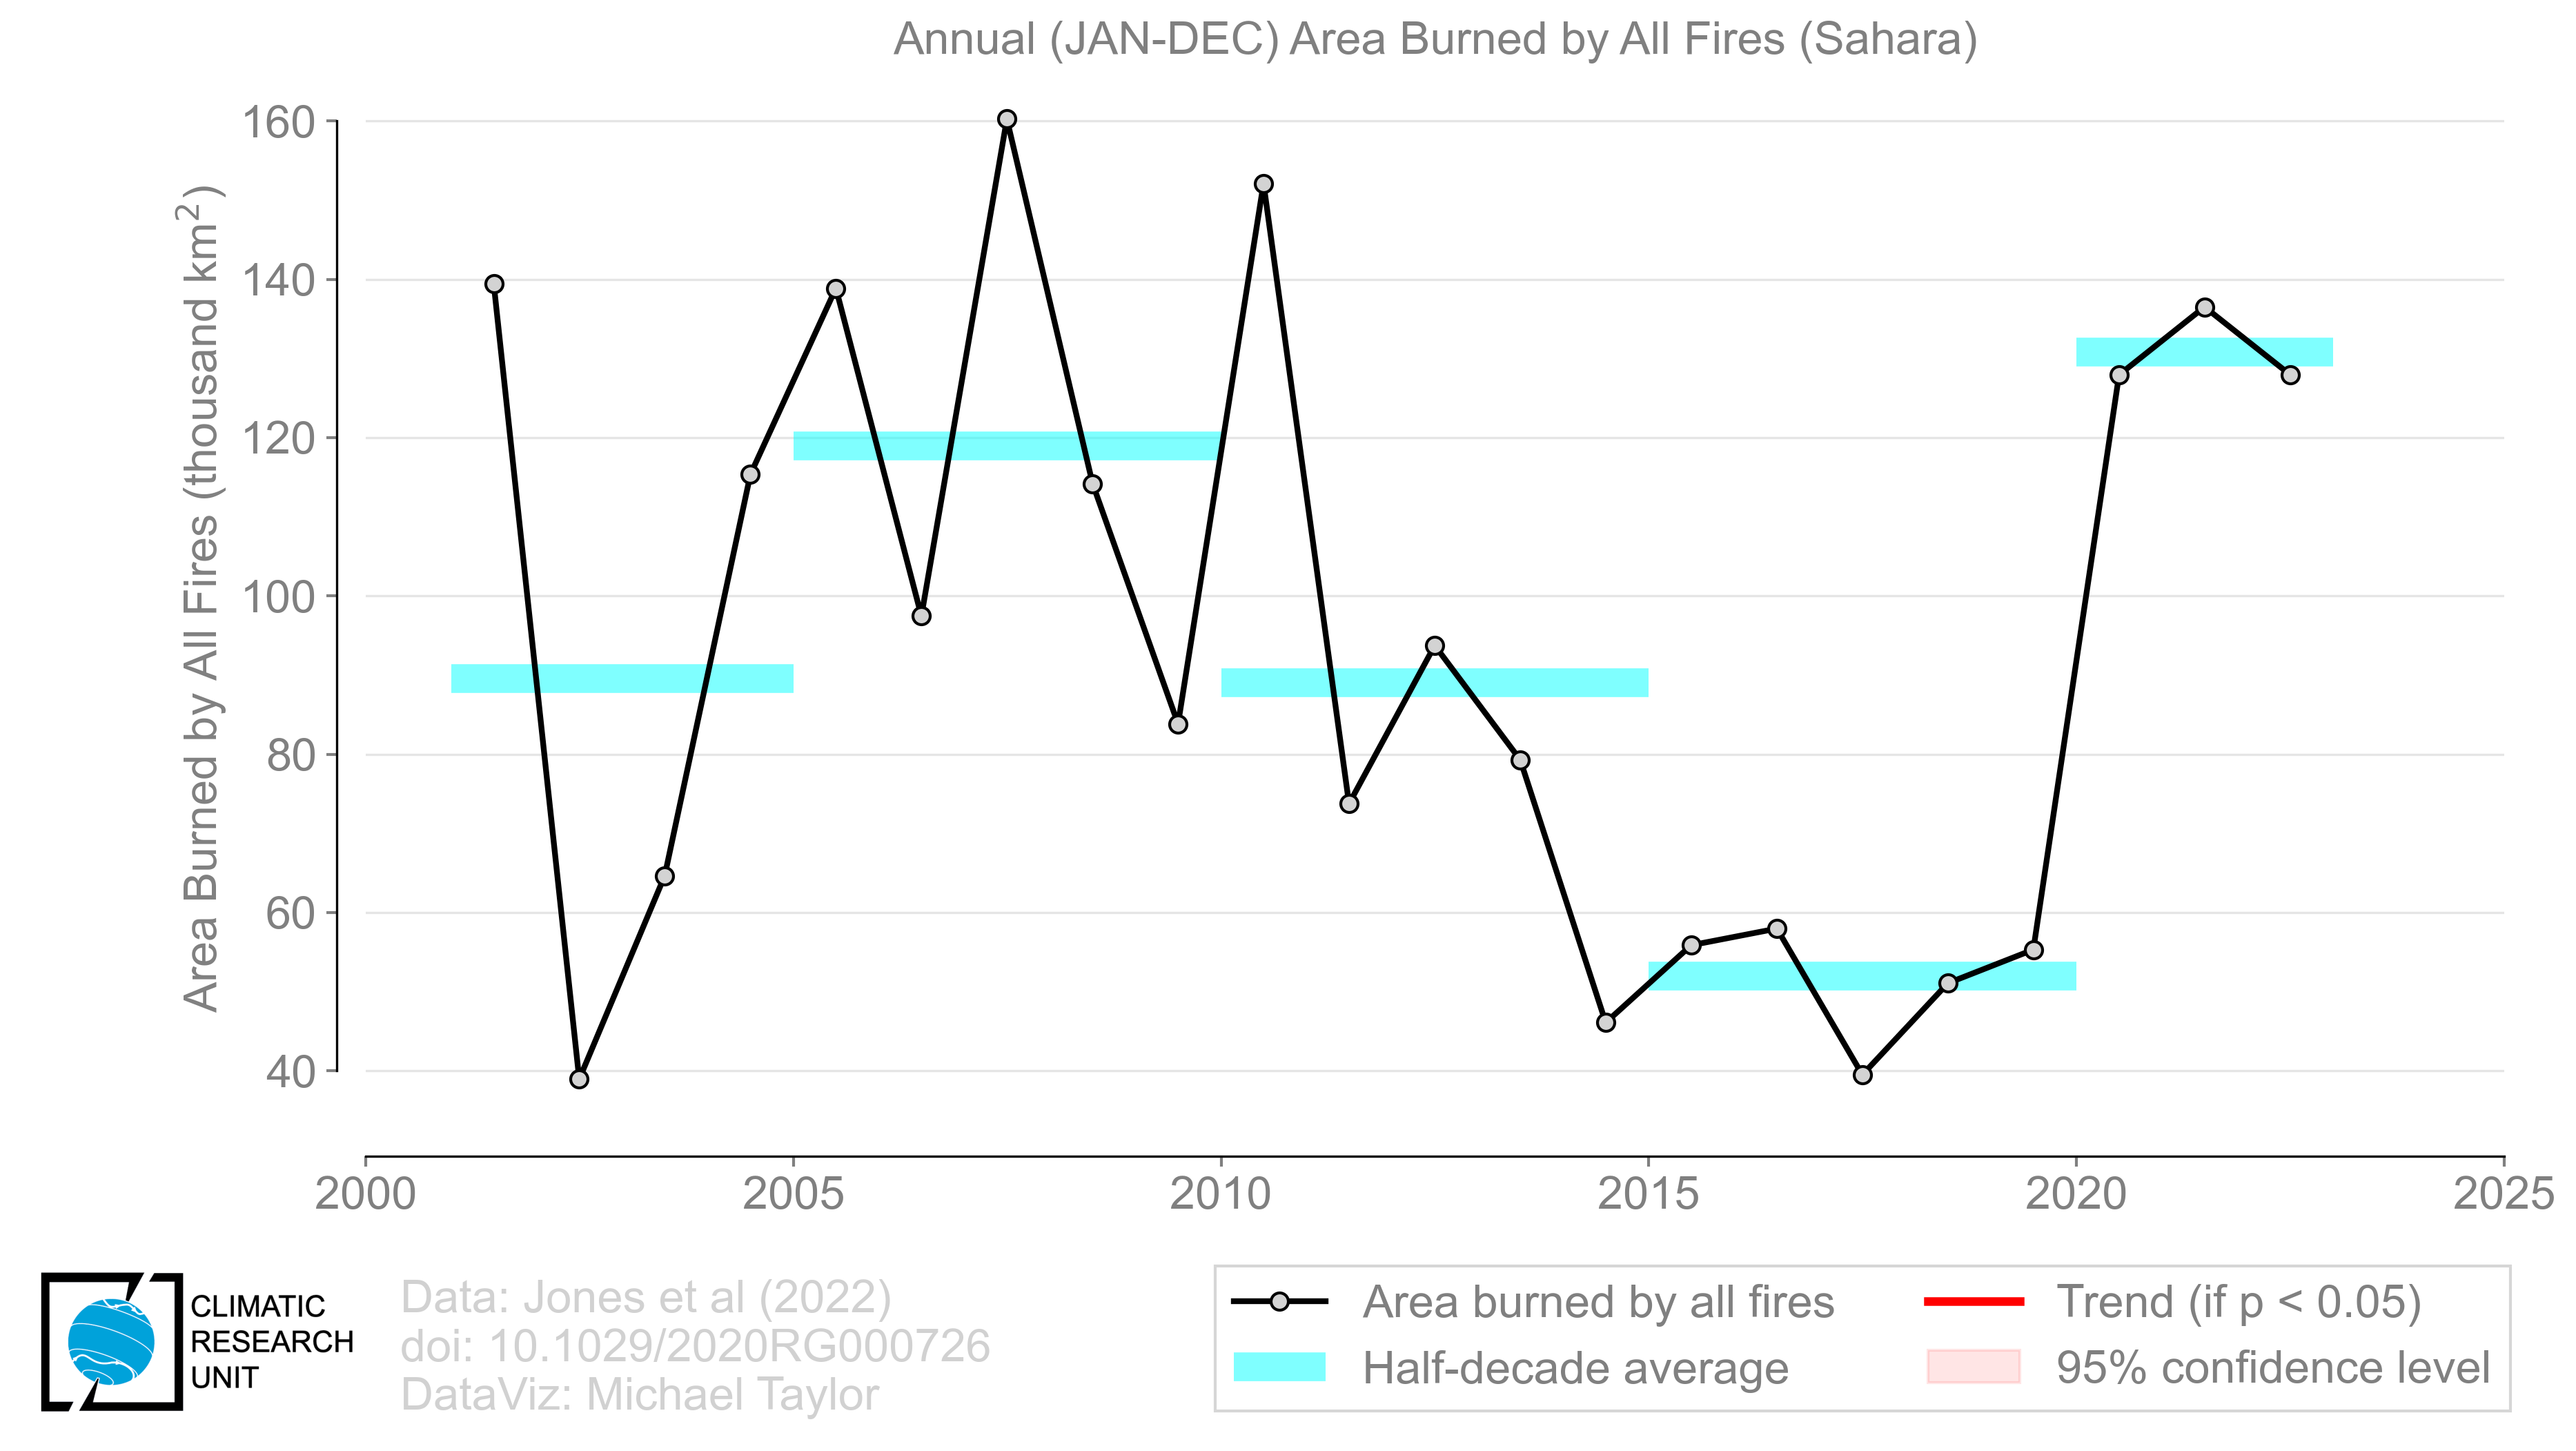 Annual (JAN-DEC) Area Burned by All Fires (Sahara)
Area Burned by All Fires (thousand km²)
160
140
120
100
80
60
40
2000 2005 2010 2015 2020 2025
CLIMATIC
RESEARCH
UNIT
Data: Jones et al (2022)
doi: 10.1029/2020RG000726
DataViz: Michael Taylor
Area burned by all fires
Half-decade average
Trend (if p < 0.05)
95% confidence level